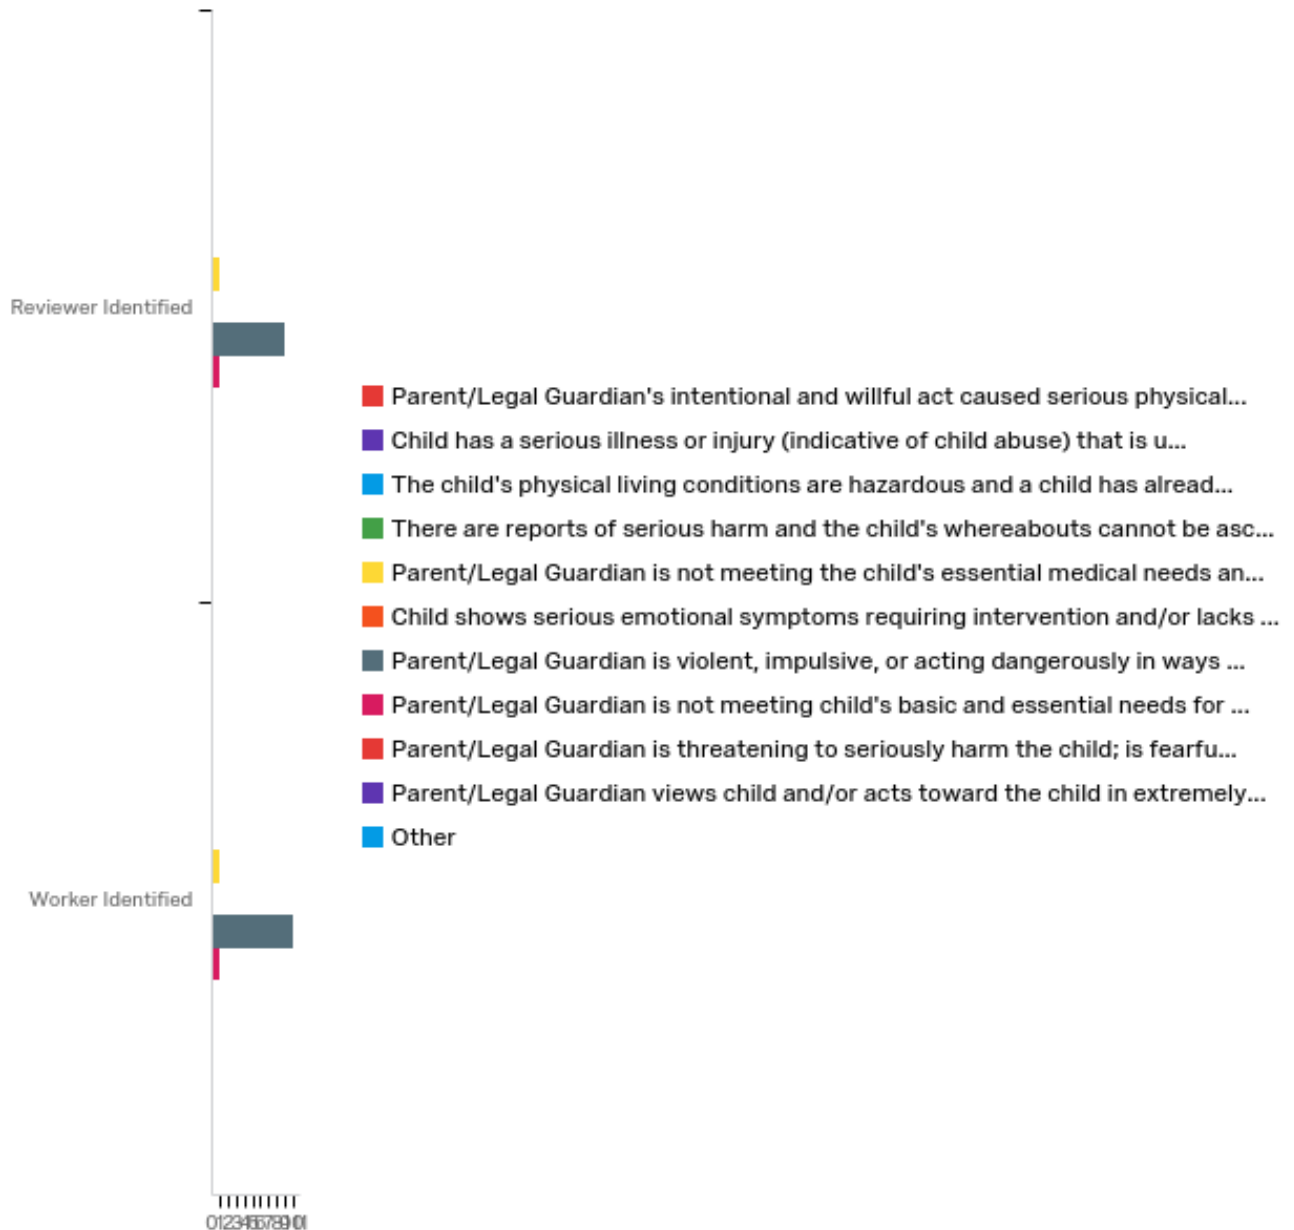 Reviewer Identified
Parent/Legal Guardian's intentional and willful act caused serious physical...
Child has a serious illness or injury (indicative of child abuse) that is u...
The child's physical living conditions are hazardous and a child has alread...
There are reports of serious harm and the child's whereabouts cannot be asc...
Parent/Legal Guardian is not meeting the child's essential medical needs an...
Child shows serious emotional symptoms requiring intervention and/or lacks ...
Parent/Legal Guardian is violent, impulsive, or acting dangerously in ways ...
Parent/Legal Guardian is not meeting child's basic and essential needs for ...
Parent/Legal Guardian is threatening to seriously harm the child; is fearfu...
Parent/Legal Guardian views child and/or acts toward the child in extremely...
Other
Worker Identified